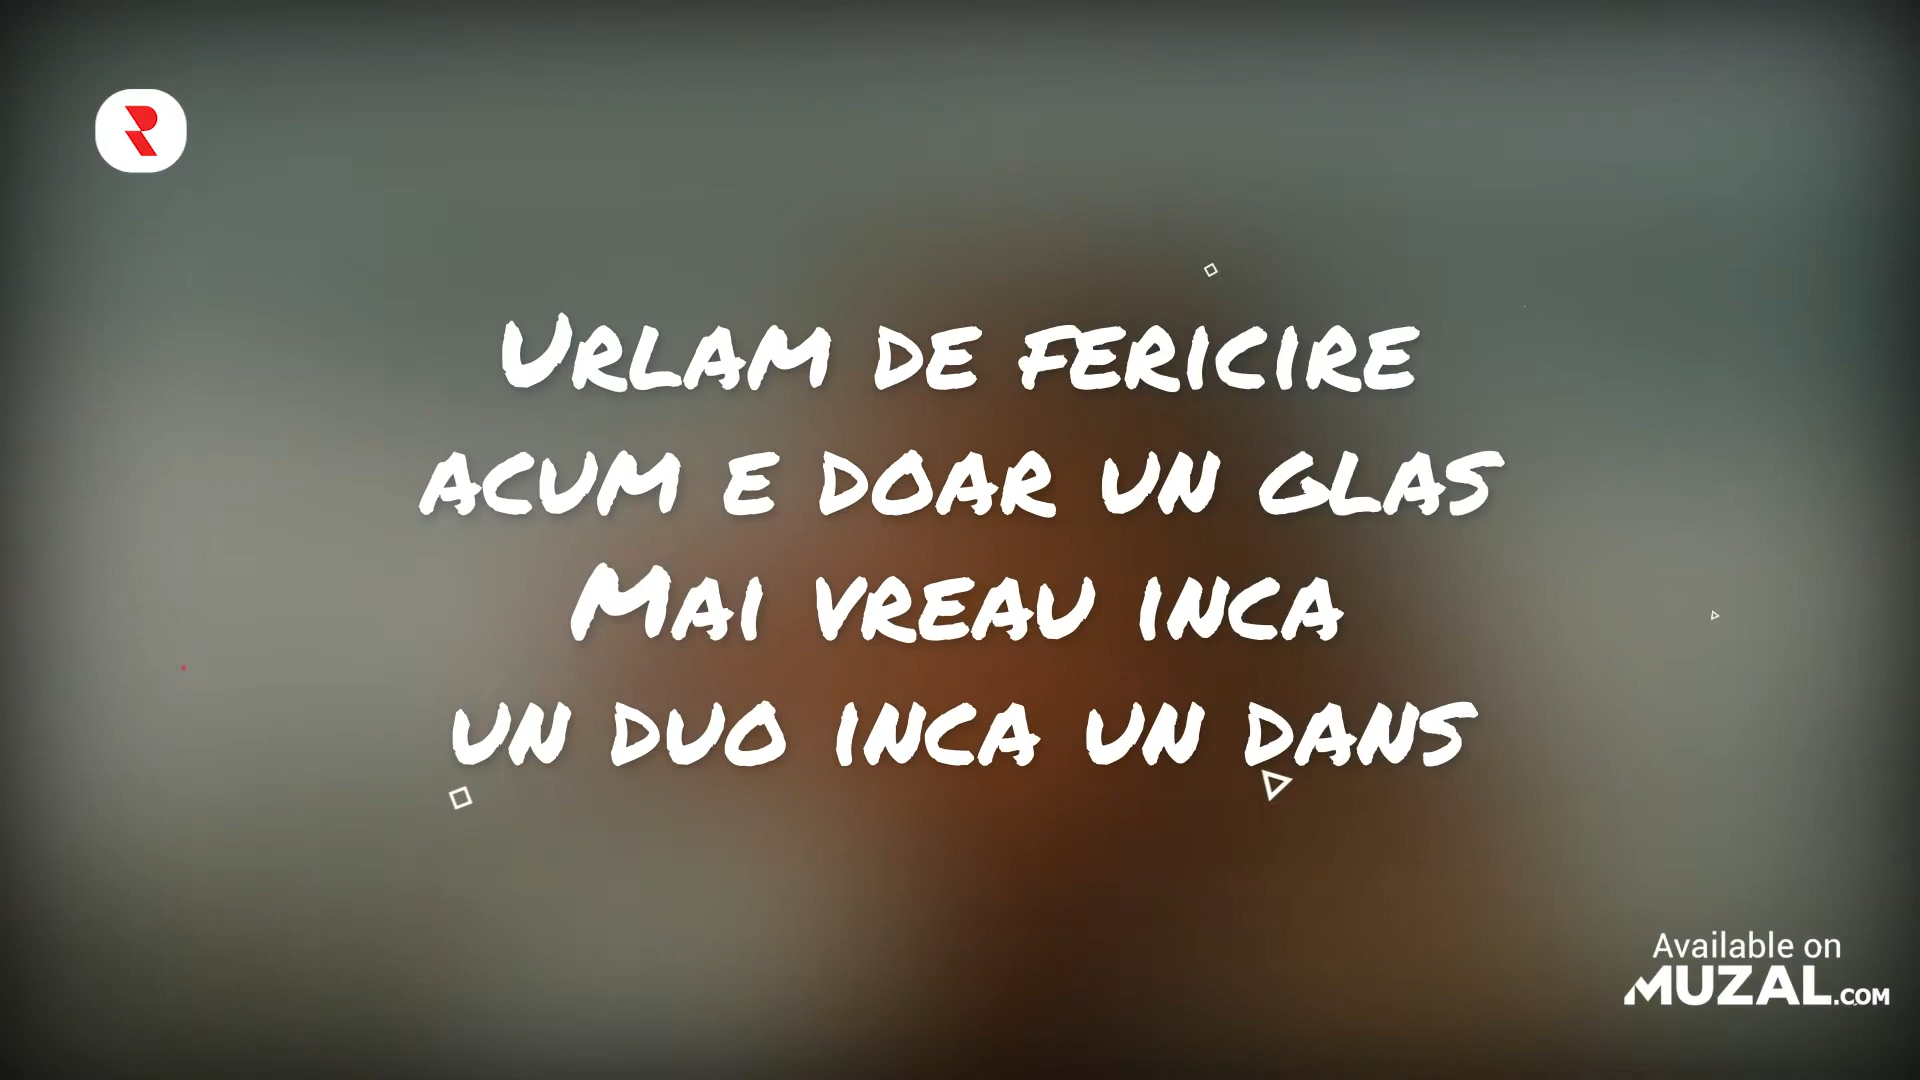 Urlam de fericire
acum e doar un glas
Mai vreau inca
un duo inca un dans
Available on
MUZAL.COM